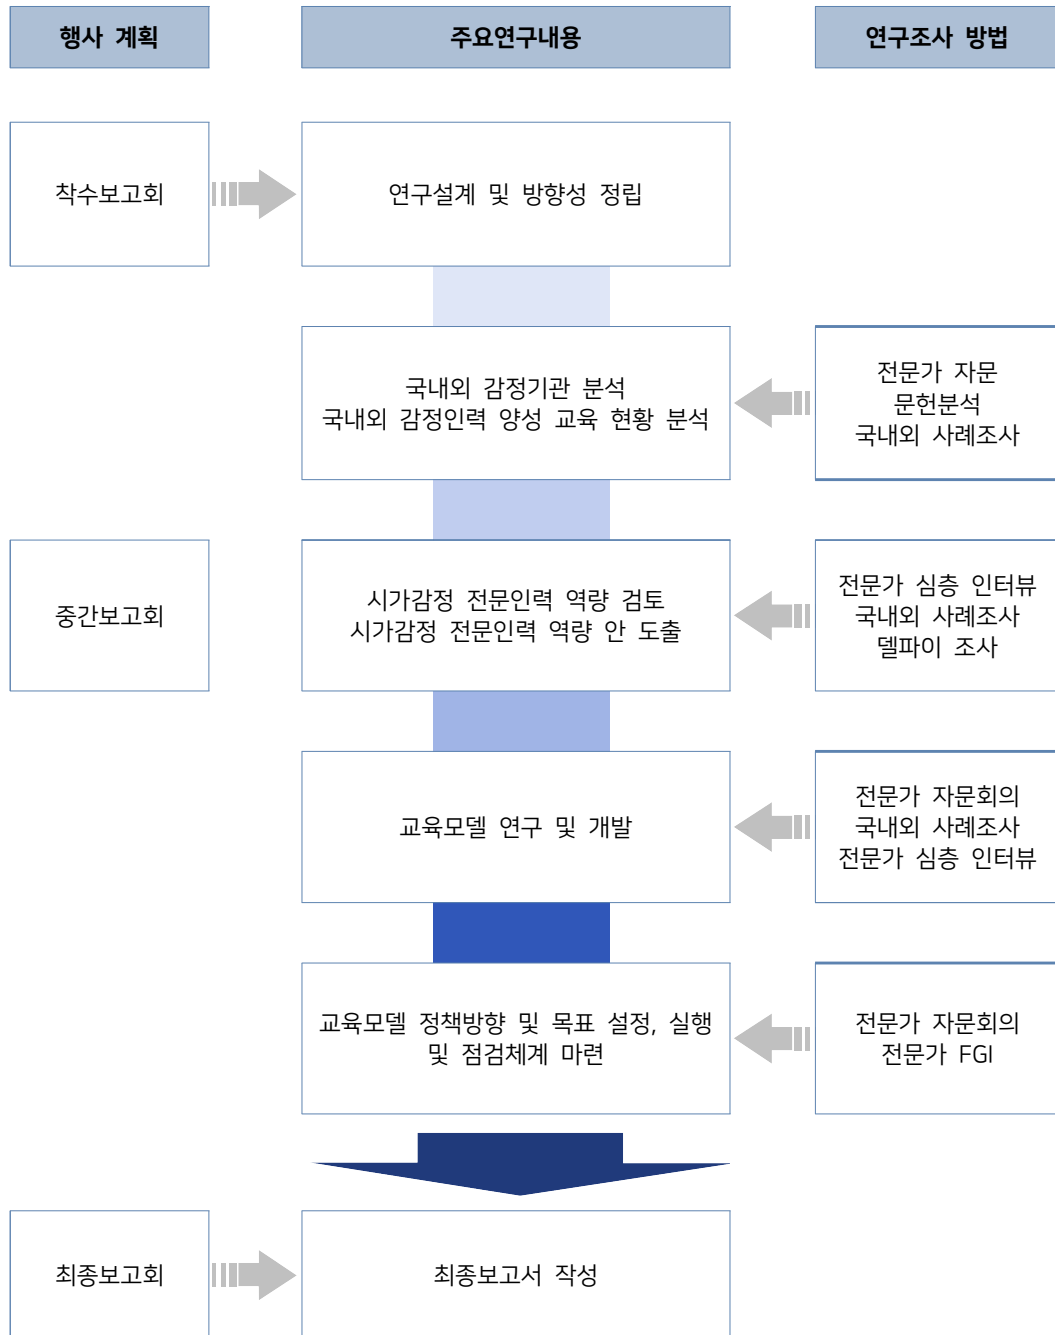 행사 계획
주요연구내용
연구조사 방법
착수보고회
연구설계 및 방향성 정립
국내외 감정기관 분석
국내외 감정인력 양성 교육 현황 분석
전문가 자문
문헌분석
국내외 사례조사
중간보고회
시가감정 전문인력 역량 검토
시가감정 전문인력 역량 안 도출
전문가 심층 인터뷰
국내외 사례조사
델파이 조사
교육모델 연구 및 개발
전문가 자문회의
국내외 사례조사
전문가 심층 인터뷰
교육모델 정책방향 및 목표 설정, 실행
및 점검체계 마련
전문가 자문회의
전문가 FGI
최종보고회
최종보고서 작성